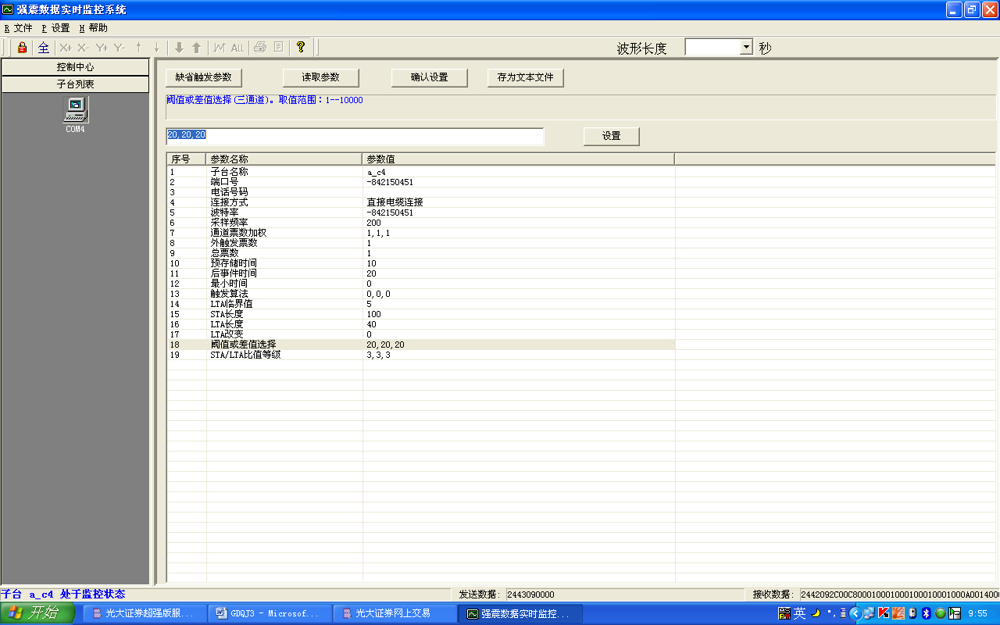 强震数据实时监控系统
R 文件 P 设置 H 帮助
全 X+ X- Y+ Y- ALL ? 波形长度 秒
控制中心
子台列表
COM4
缺省触发参数 读取参数 确认设置 存为文本文件
阈值或差值选择(三通道)。取值范围：1--10000
20,20,20 设置
序号 参数名称 参数值
1 子台名称 a_c4
2 端口号 -842150451
3 电话号码
4 连接方式 直接电缆连接
5 波特率 -842150451
6 采样频率 200
7 通道票数加权 1,1,1
8 外触发票数 1
9 总票数 1
10 预存储时间 10
11 后事件时间 20
12 最小时间 0
13 触发算法 0,0,0
14 LTA临界值 5
15 STA长度 100
16 LTA长度 40
17 LTA改变 0
18 阈值或差值选择 20,20,20
19 STA/LTA比值等级 3,3,3
子台 a_c4 处于监控状态 发送数据: 2443090000 接收数据: 2442092C00C80000100010001000100010001000A001400
开始 光大证券超强版服... GDQJ3 - Microsof... 光大证券网上交易 强震数据实时监控... 英 9:55